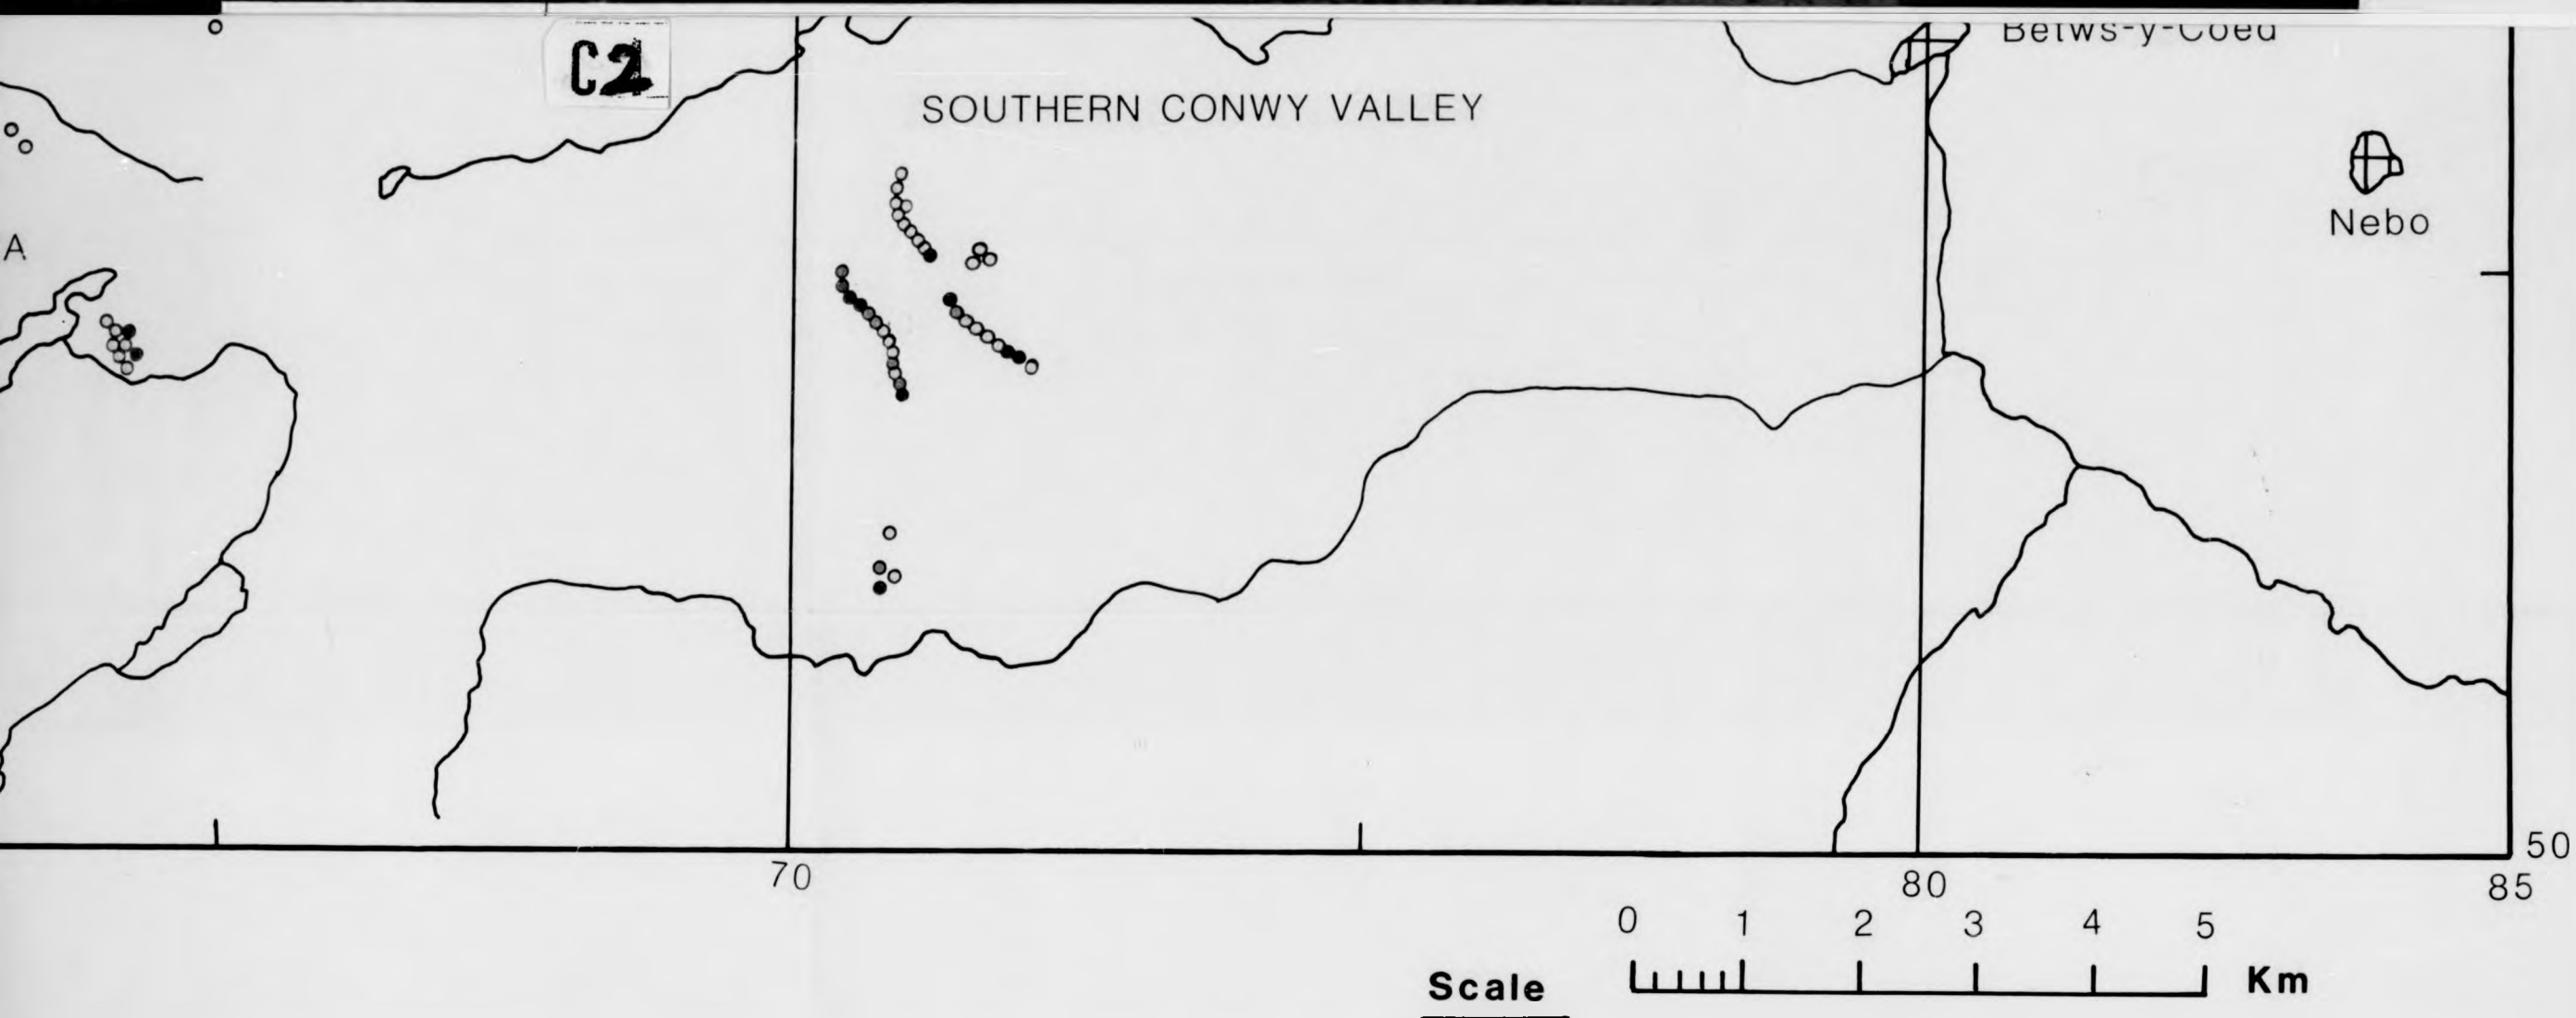 Betws-y-Coed
C2
SOUTHERN CONWY VALLEY
Nebo
A
50
70
80
85
0 1 2 3 4 5
Scale
Km